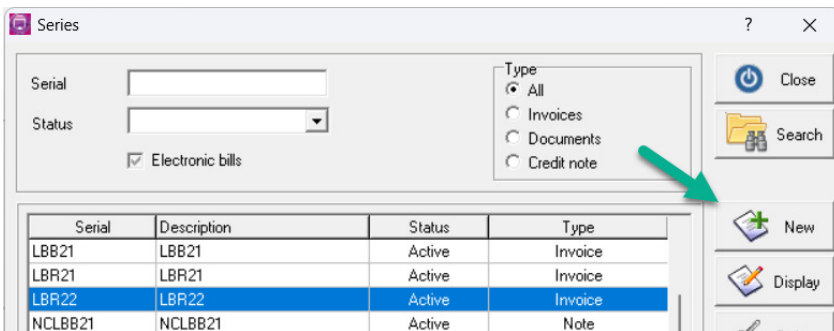 Series ?
Serial
Type
All
Close
Status
Invoices
Documents
Search
Electronic bills
Credit note
New
Serial Description Status Type
LBB21 LBB21 Active Invoice
LBR21 LBR21 Active Invoice
Display
LBR22 LBR22 Active Invoice
NCLBB21 NCLBB21 Active Note